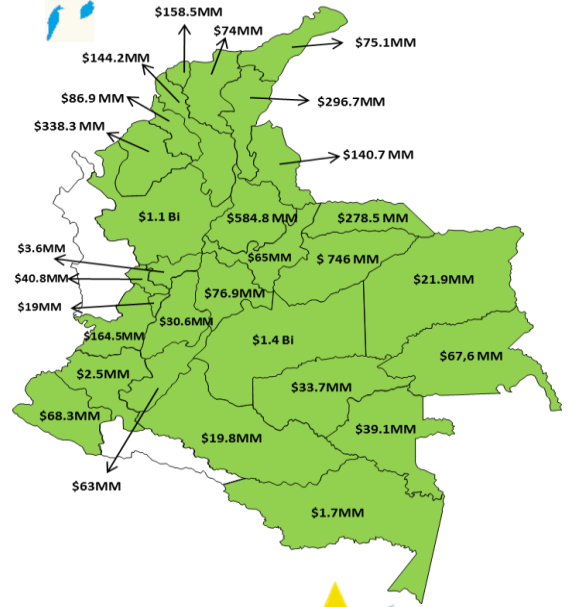 $158.5MM
$74MM
$75.1MM
$144.2MM
$86.9 MM
$296.7MM
$338.3 MM
$140.7 MM
$1.1 Bi
$584.8 MM
$278.5 MM
$3.6MM
$65MM
$ 746 MM
$40.8MM
$76.9MM
$21.9MM
$19MM
$30.6MM
$164.5MM
$1.4 Bi
$67,6 MM
$2.5MM
$33.7MM
$68.3MM
$39.1MM
$19.8MM
$63MM
$1.7MM